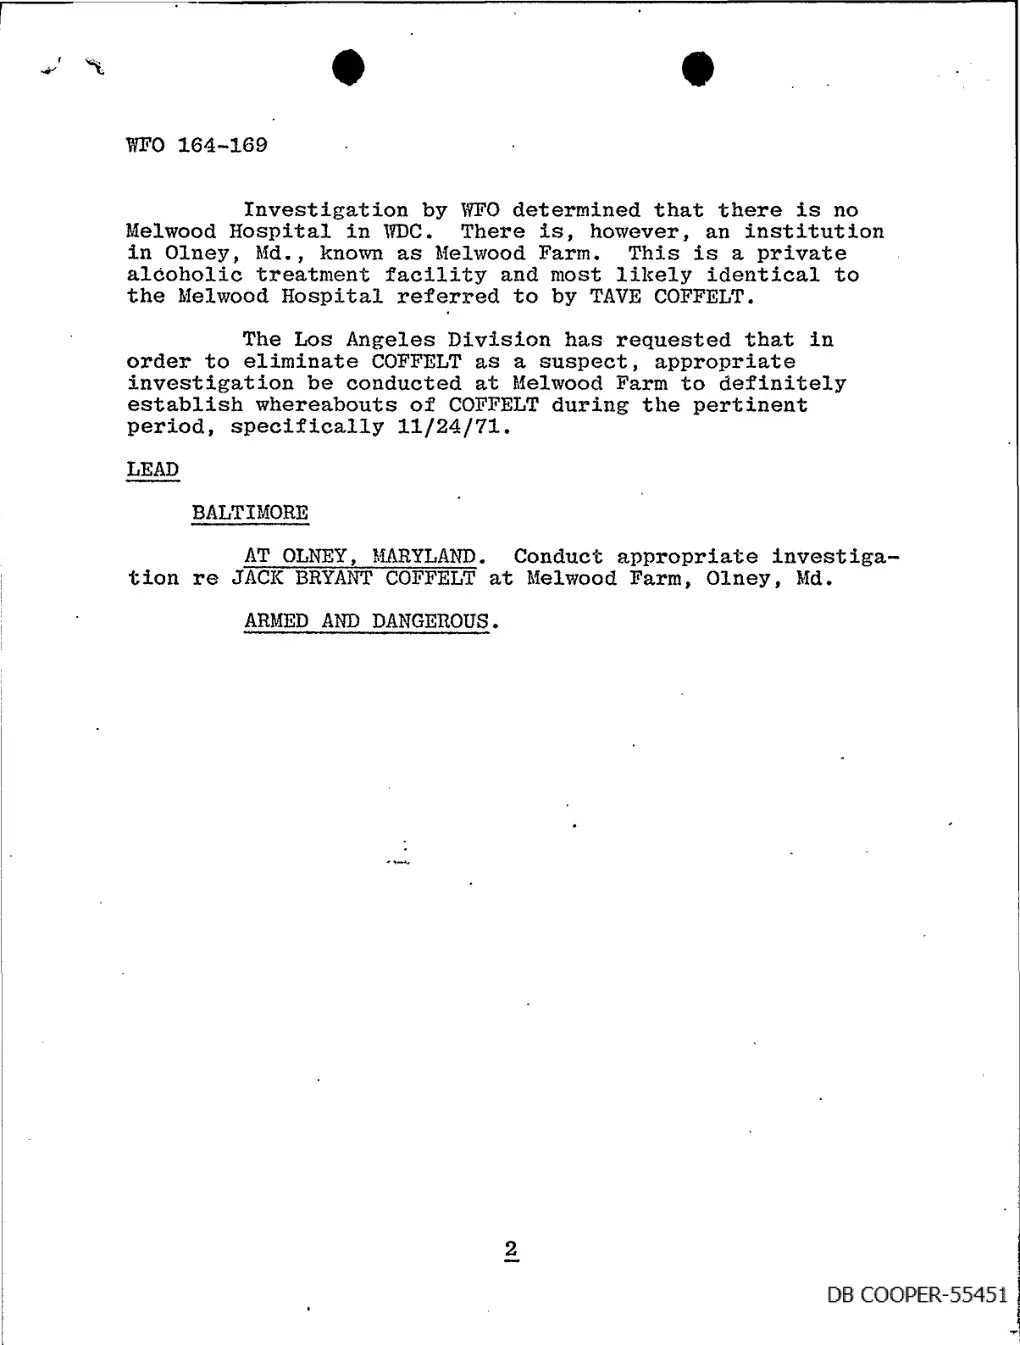 WFO 164-169
Investigation by WFO determined that there is no
Melwood Hospital in WDC. There is, however, an institution
in Olney, Md., known as Melwood Farm. This is a private
alcoholic treatment facility and most likely identical to
the Melwood Hospital referred to by TAVE COFFELT.
The Los Angeles Division has requested that in
order to eliminate COFFELT as a suspect, appropriate
investigation be conducted at Melwood Farm to definitely
establish whereabouts of COFFELT during the pertinent
period, specifically 11/24/71.
LEAD
BALTIMORE
AT OLNEY, MARYLAND. Conduct appropriate investiga-
tion re JACK BRYANT COFFELT at Melwood Farm, Olney, Md.
ARMED AND DANGEROUS.
2
DB COOPER-55451